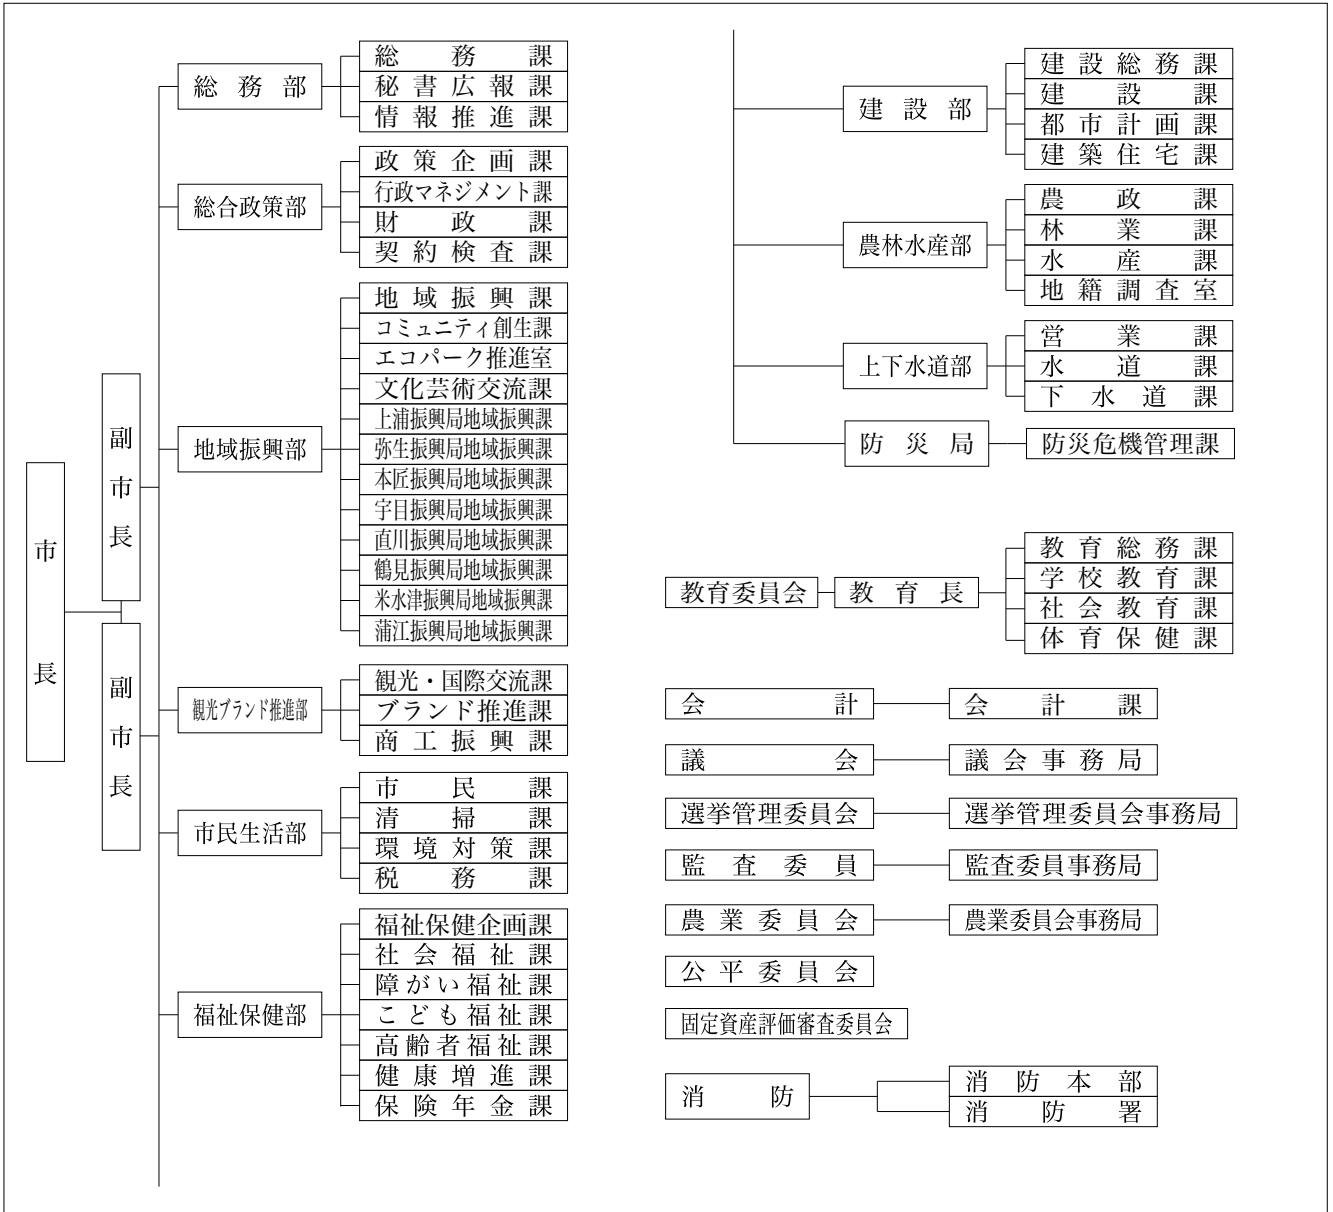 市長
副市長
副市長
総務部
総務課
秘書広報課
情報推進課
総合政策部
政策企画課
行政マネジメント課
財政課
契約検査課
地域振興部
地域振興課
コミュニティ創生課
エコパーク推進室
文化芸術交流課
上浦振興局地域振興課
弥生振興局地域振興課
本匠振興局地域振興課
宇目振興局地域振興課
直川振興局地域振興課
鶴見振興局地域振興課
米水津振興局地域振興課
蒲江振興局地域振興課
観光ブランド推進部
観光・国際交流課
ブランド推進課
商工振興課
市民生活部
市民課
清掃課
環境対策課
税務課
福祉保健部
福祉保健企画課
社会福祉課
障がい福祉課
こども福祉課
高齢者福祉課
健康増進課
保険年金課
建設部
建設総務課
建設課
都市計画課
建築住宅課
農林水産部
農政課
林業課
水産課
地籍調査室
上下水道部
営業課
水道課
下水道課
防災局
防災危機管理課
教育委員会
教育長
教育総務課
学校教育課
社会教育課
体育保健課
会計
会計課
議会
議会事務局
選挙管理委員会
選挙管理委員会事務局
監査委員
監査委員事務局
農業委員会
農業委員会事務局
公平委員会
固定資産評価審査委員会
消防
消防本部
消防署